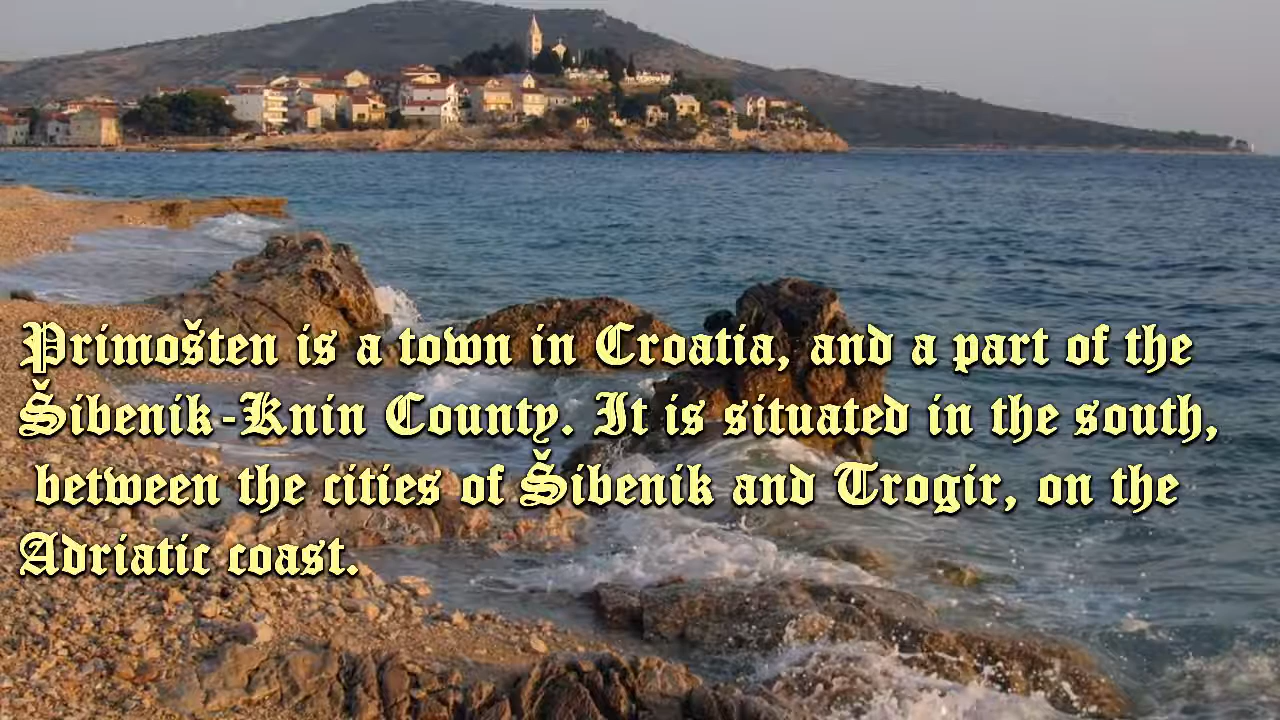 Primošten is a town in Croatia, and a part of the
Šibenik-Knin County. It is situated in the south,
between the cities of Šibenik and Trogir, on the
Adriatic coast.